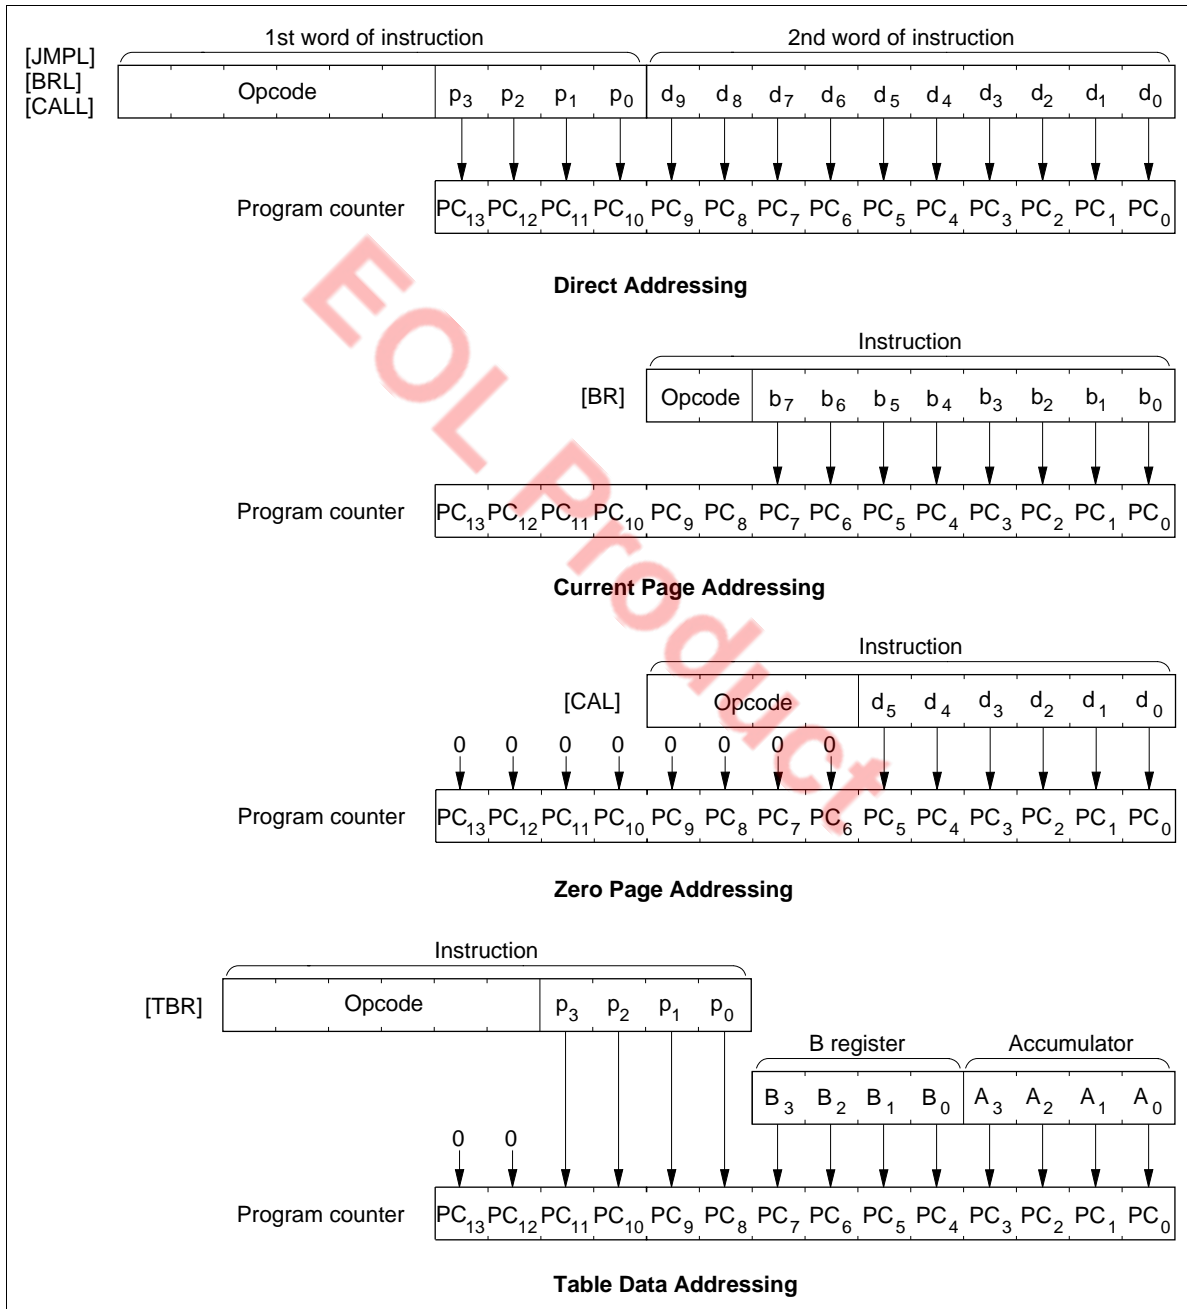 1st word of instruction 2nd word of instruction
[JMPL]
[BRL]
[CALL]
Opcode p3 p2 p1 p0 d9 d8 d7 d6 d5 d4 d3 d2 d1 d0
Program counter PC13 PC12 PC11 PC10 PC9 PC8 PC7 PC6 PC5 PC4 PC3 PC2 PC1 PC0
Direct Addressing
Instruction
[BR] Opcode b7 b6 b5 b4 b3 b2 b1 b0
Program counter PC13 PC12 PC11 PC10 PC9 PC8 PC7 PC6 PC5 PC4 PC3 PC2 PC1 PC0
Current Page Addressing
Instruction
[CAL] Opcode d5 d4 d3 d2 d1 d0
0 0 0 0 0 0 0 0
Program counter PC13 PC12 PC11 PC10 PC9 PC8 PC7 PC6 PC5 PC4 PC3 PC2 PC1 PC0
Zero Page Addressing
Instruction
[TBR] Opcode p3 p2 p1 p0
B register Accumulator
B3 B2 B1 B0 A3 A2 A1 A0
0 0
Program counter PC13 PC12 PC11 PC10 PC9 PC8 PC7 PC6 PC5 PC4 PC3 PC2 PC1 PC0
Table Data Addressing
EOL Product